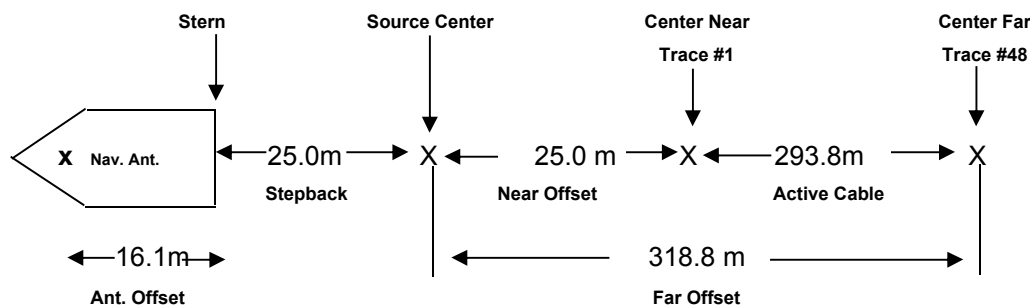 Stern
Source Center
Center Near
Trace #1
Center Far
Trace #48
X Nav. Ant.
25.0m
X
25.0 m
X
293.8m
X
Stepback
Near Offset
Active Cable
16.1m
318.8 m
Ant. Offset
Far Offset